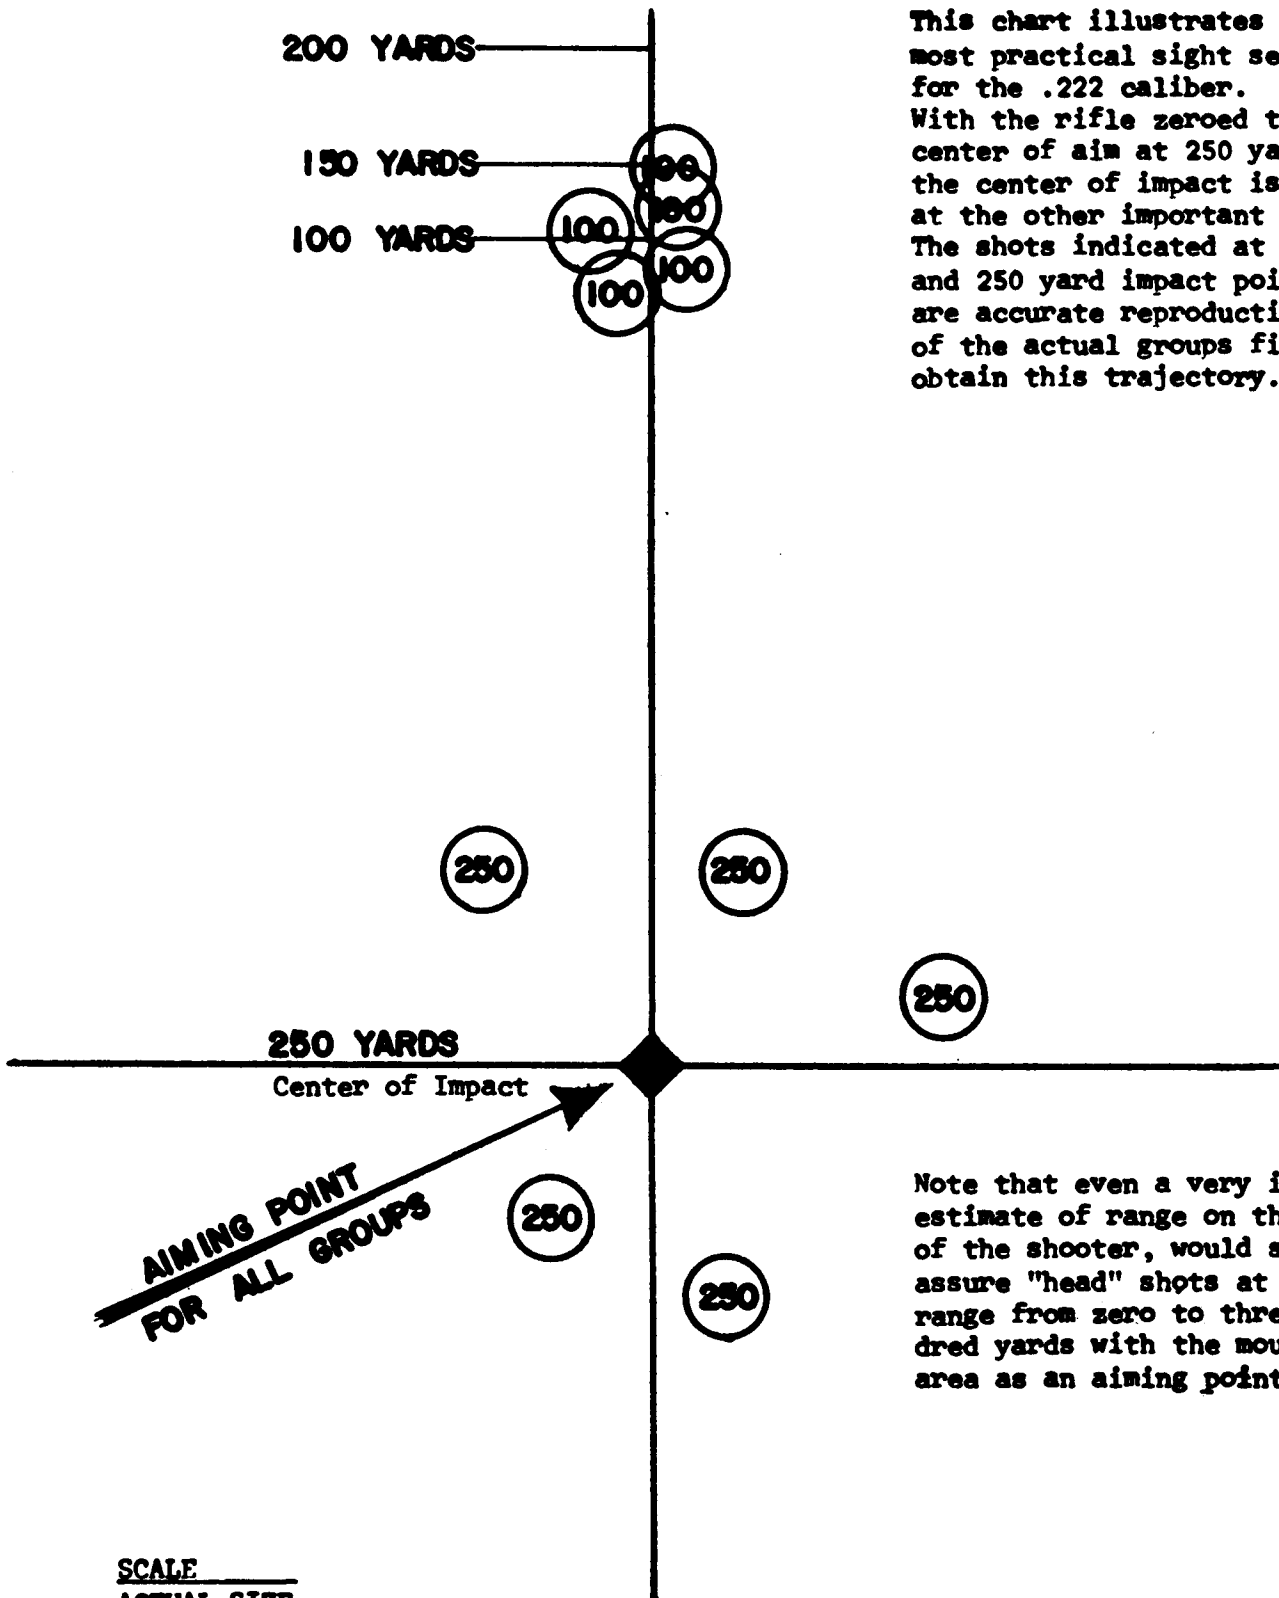 200 YARDS
150 YARDS
100 YARDS
100
100
100
100
100
This chart illustrates
most practical sight se
for the .222 caliber.
With the rifle zeroed t
center of aim at 250 ya
the center of impact is
at the other important
The shots indicated at
and 250 yard impact poi
are accurate reproducti
of the actual groups fi
obtain this trajectory.
250
250
250
250 YARDS
Center of Impact
AIMING POINT
FOR ALL GROUPS
250
250
Note that even a very i
estimate of range on th
of the shooter, would s
assure "head" shots at
range from zero to thre
dred yards with the mou
area as an aiming point
SCALE
ACTUAL SIZE